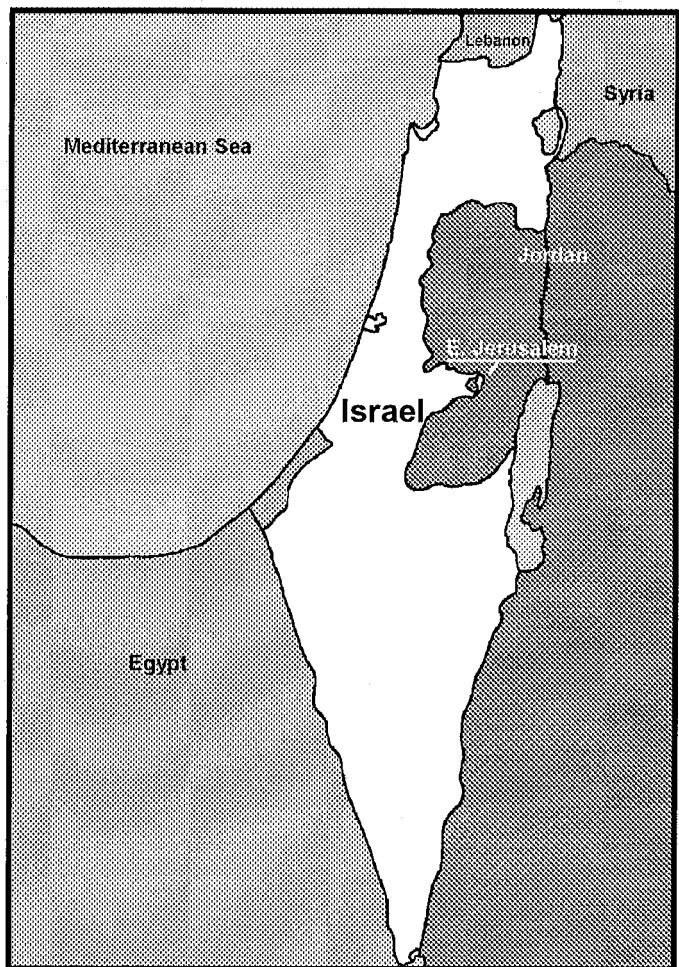 Lebanon
Syria
Mediterranean Sea
Jordan
E. Jerusalem
Israel
Egypt